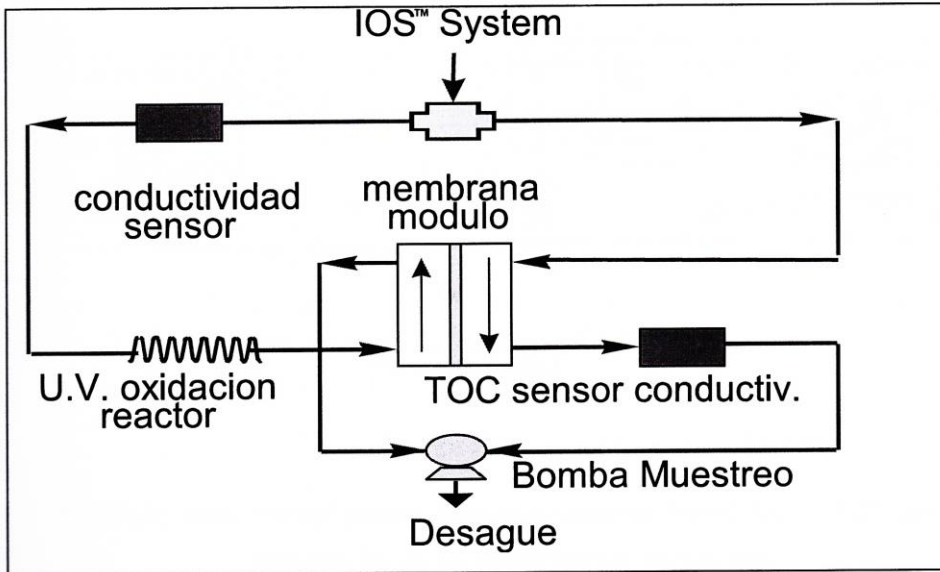 IOS™ System
conductividad
sensor
membrana
modulo
U.V. oxidacion
reactor
TOC sensor conductiv.
Bomba Muestreo
Desague